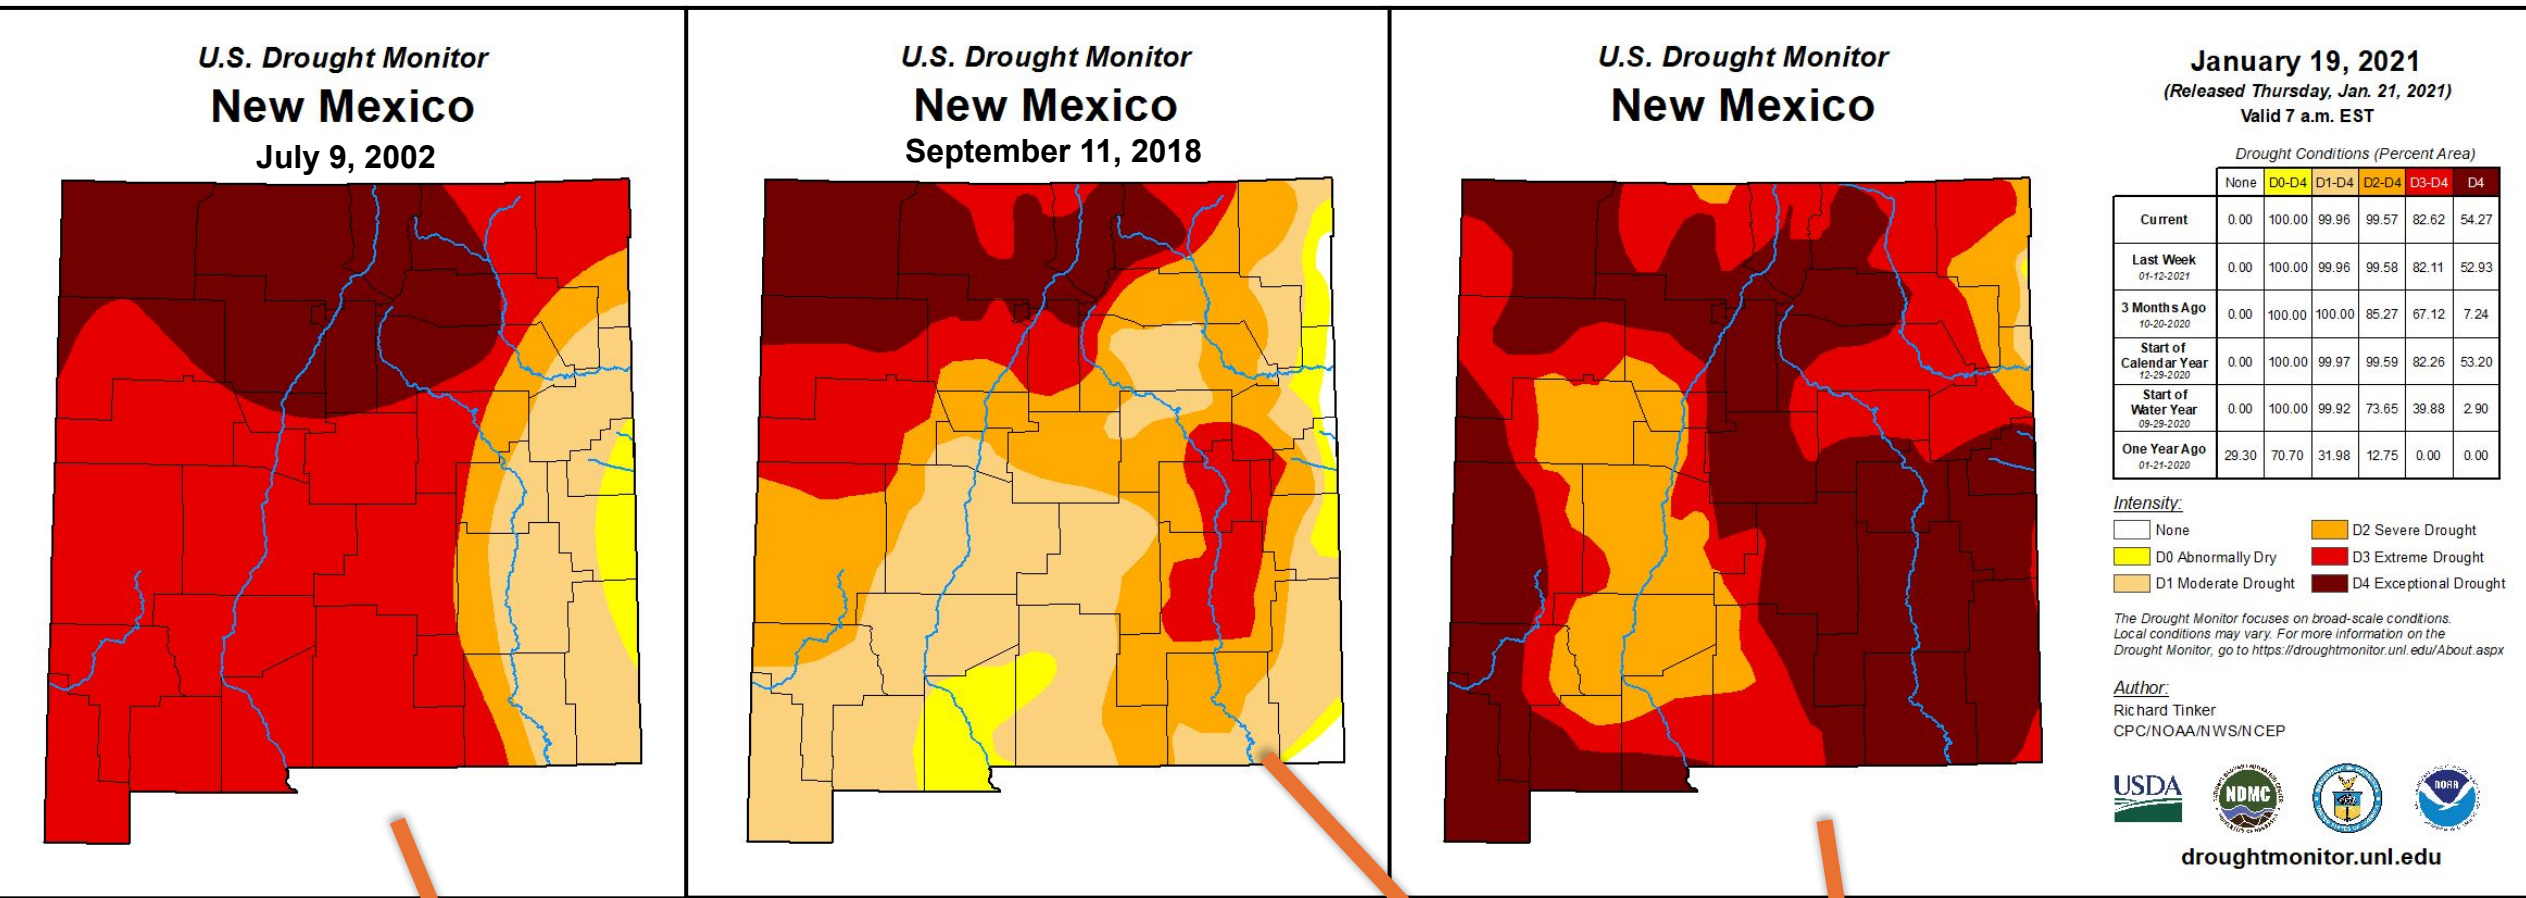 U.S. Drought Monitor
New Mexico
July 9, 2002
U.S. Drought Monitor
New Mexico
September 11, 2018
U.S. Drought Monitor
New Mexico
January 19, 2021
(Released Thursday, Jan. 21, 2021)
Valid 7 a.m. EST
Drought Conditions (Percent Area)
None D0-D4 D1-D4 D2-D4 D3-D4 D4
Current 0.00 100.00 99.96 99.57 82.62 54.27
Last Week
01-12-2021 0.00 100.00 99.96 99.58 82.11 52.93
3 Months Ago
10-20-2020 0.00 100.00 100.00 85.27 67.12 7.24
Start of
Calendar Year
12-29-2020 0.00 100.00 99.97 99.59 82.26 53.20
Start of
Water Year
09-29-2020 0.00 100.00 99.92 73.65 39.88 2.90
One Year Ago
01-21-2020 29.30 70.70 31.98 12.75 0.00 0.00
Intensity:
None
D0 Abnormally Dry
D1 Moderate Drought
D2 Severe Drought
D3 Extreme Drought
D4 Exceptional Drought
The Drought Monitor focuses on broad-scale conditions.
Local conditions may vary. For more information on the
Drought Monitor, go to https://droughtmonitor.unl.edu/About.aspx
Author:
Richard Tinker
CPC/NOAA/NWS/NCEP
USDA
NDMC
NOAA
droughtmonitor.unl.edu